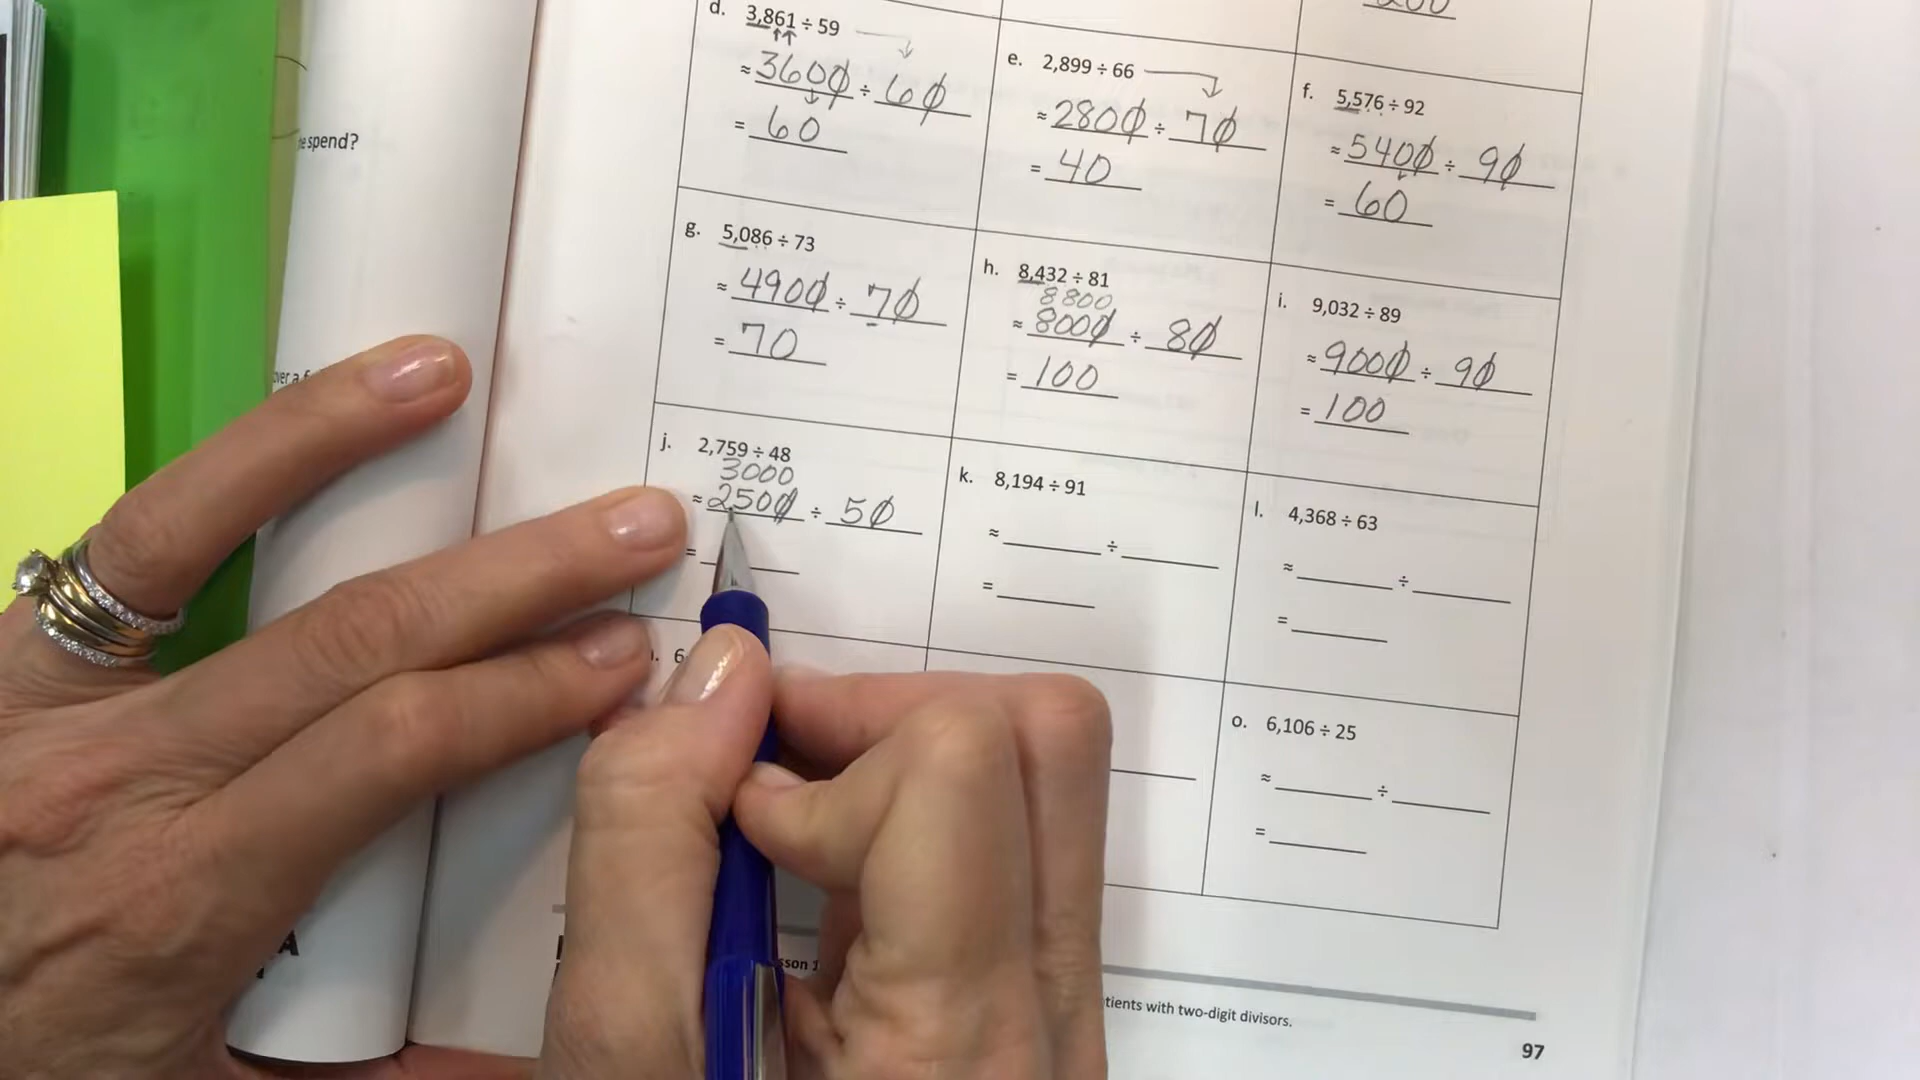 200
d. 3,861 ÷ 59
≈ 3600 ÷ 60
= 60
e. 2,899 ÷ 66
≈ 2800 ÷ 70
= 40
f. 5,576 ÷ 92
≈ 5400 ÷ 90
= 60
g. 5,086 ÷ 73
≈ 4900 ÷ 70
= 70
h. 8,432 ÷ 81
8800
≈ 8000 ÷ 80
= 100
i. 9,032 ÷ 89
≈ 9000 ÷ 90
= 100
j. 2,759 ÷ 48
3000
≈ 2500 ÷ 50
=
k. 8,194 ÷ 91
≈ ÷
=
l. 4,368 ÷ 63
≈ ÷
=
6
o. 6,106 ÷ 25
≈ ÷
=
spend?
with two-digit divisors.
97